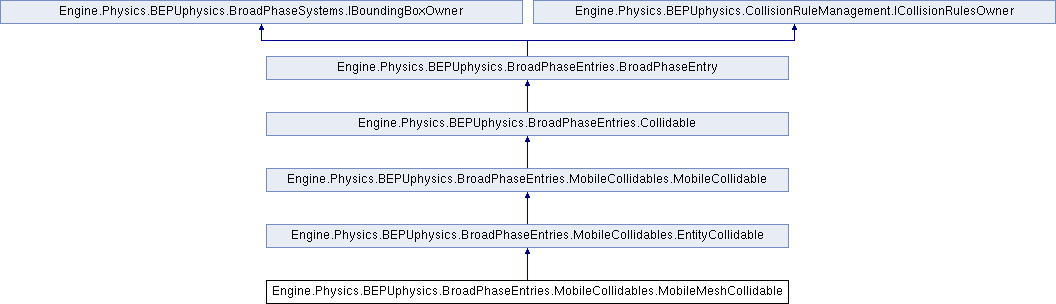 Engine.Physics.BEPUphysics.BroadPhaseSystems.IBoundingBoxOwner
Engine.Physics.BEPUphysics.CollisionRuleManagement.ICollisionRulesOwner
Engine.Physics.BEPUphysics.BroadPhaseEntries.BroadPhaseEntry
Engine.Physics.BEPUphysics.BroadPhaseEntries.Collidable
Engine.Physics.BEPUphysics.BroadPhaseEntries.MobileCollidables.MobileCollidable
Engine.Physics.BEPUphysics.BroadPhaseEntries.MobileCollidables.EntityCollidable
Engine.Physics.BEPUphysics.BroadPhaseEntries.MobileCollidables.MobileMeshCollidable